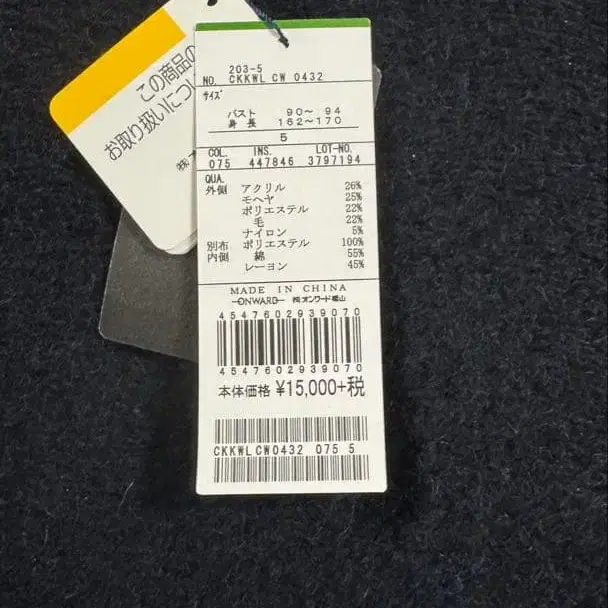 この商品の
お取り扱いについ
㈱オ
203-5
NO. CKKWL CW 0432
サイズ
バスト 90～ 94
身 長 162～170
5
COL. INS. LOT-NO.
075 447846 3797194
QUA.
外側 アクリル 26%
モヘヤ 25%
ポリエステル 22%
毛 22%
ナイロン 5%
別布 ポリエステル 100%
内側 綿 55%
レーヨン 45%
MADE IN CHINA
ONWARD ㈱オンワード樫山
4547602939070
4547602939070
本体価格 ¥15,000+税
CKKWLCW0432 075 5